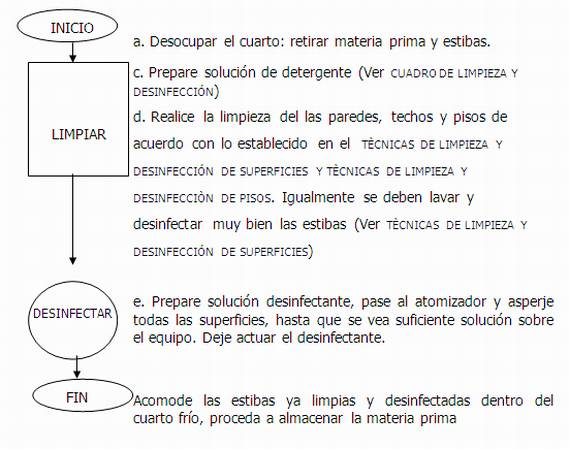 INICIO
a. Desocupar el cuarto: retirar materia prima y estibas.
c. Prepare solución de detergente (Ver CUADRO DE LIMPIEZA Y
DESINFECCIÓN)
d. Realice la limpieza del las paredes, techos y pisos de
LIMPIAR
acuerdo con lo establecido en el TÈCNICAS DE LIMPIEZA Y
DESINFECCIÓN DE SUPERFICIES Y TÈCNICAS DE LIMPIEZA Y
DESINFECCIÒN DE PISOS. Igualmente se deben lavar y
desinfectar muy bien las estibas (Ver TÈCNICAS DE LIMPIEZA Y
DESINFECCIÓN DE SUPERFICIES)
DESINFECTAR
e. Prepare solución desinfectante, pase al atomizador y asperje
todas las superficies, hasta que se vea suficiente solución sobre
el equipo. Deje actuar el desinfectante.
FIN
Acomode las estibas ya limpias y desinfectadas dentro del
cuarto frío, proceda a almacenar la materia prima